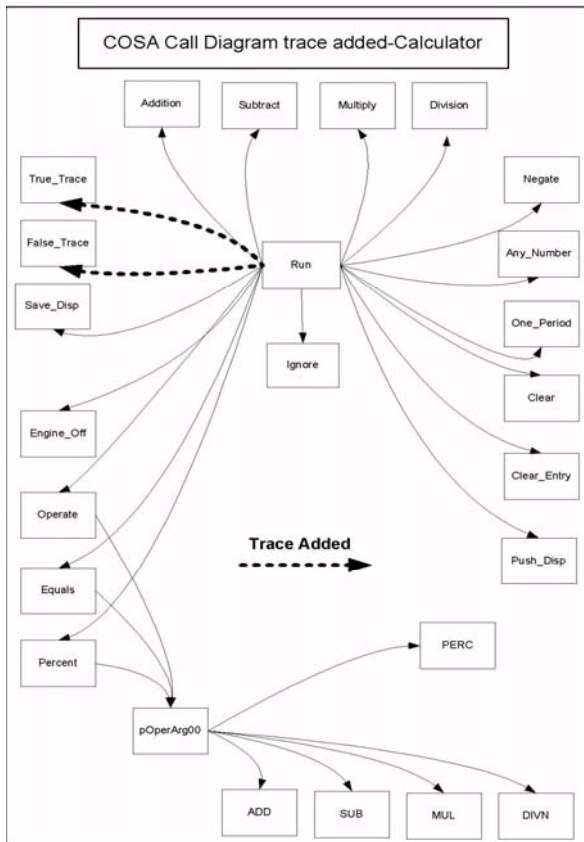 COSA Call Diagram trace added-Calculator
Addition
Subtract
Multiply
Division
True_Trace
Negate
False_Trace
Run
Any_Number
Save_Disp
One_Period
Ignore
Clear
Engine_Off
Clear_Entry
Operate
Trace Added
Push_Disp
Equals
PERC
Percent
pOperArg00
ADD
SUB
MUL
DIVN